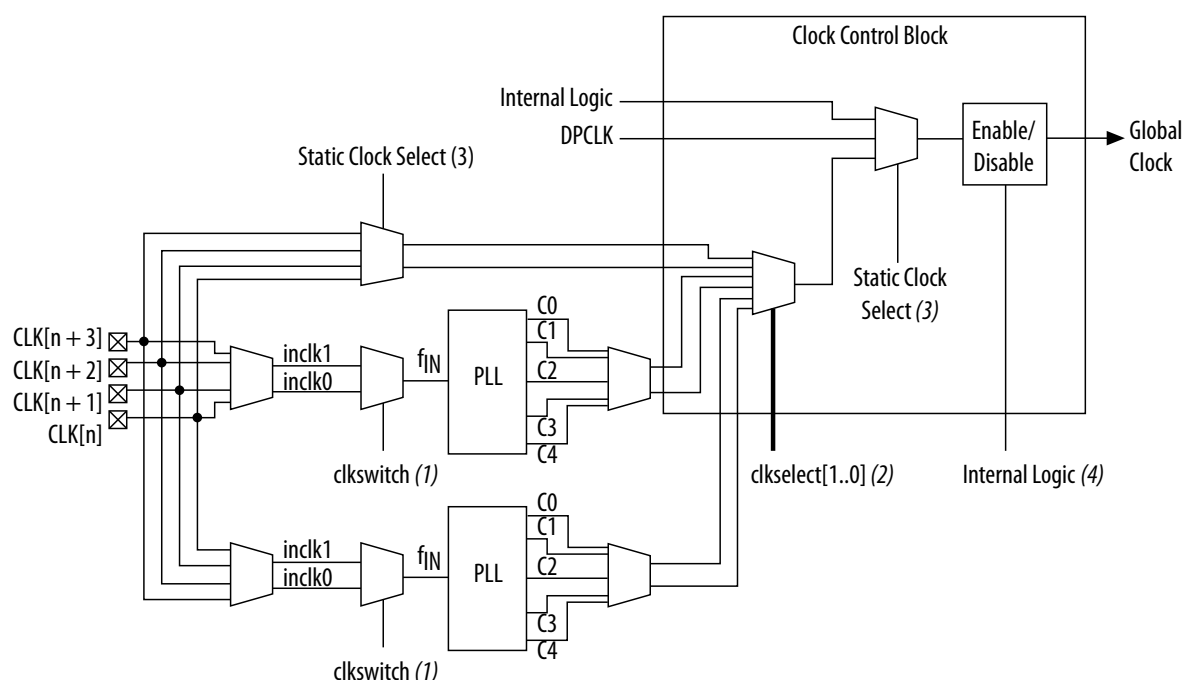 Clock Control Block
Internal Logic
DPCLK
Enable/
Disable
Global
Clock
Static Clock Select (3)
Static Clock
Select (3)
CLK[n + 3]
CLK[n + 2]
CLK[n + 1]
CLK[n]
inclk1
inclk0
fIN
PLL
C0
C1
C2
C3
C4
clkswitch (1)
clkselect[1..0] (2)
Internal Logic (4)
inclk1
inclk0
fIN
PLL
C0
C1
C2
C3
C4
clkswitch (1)